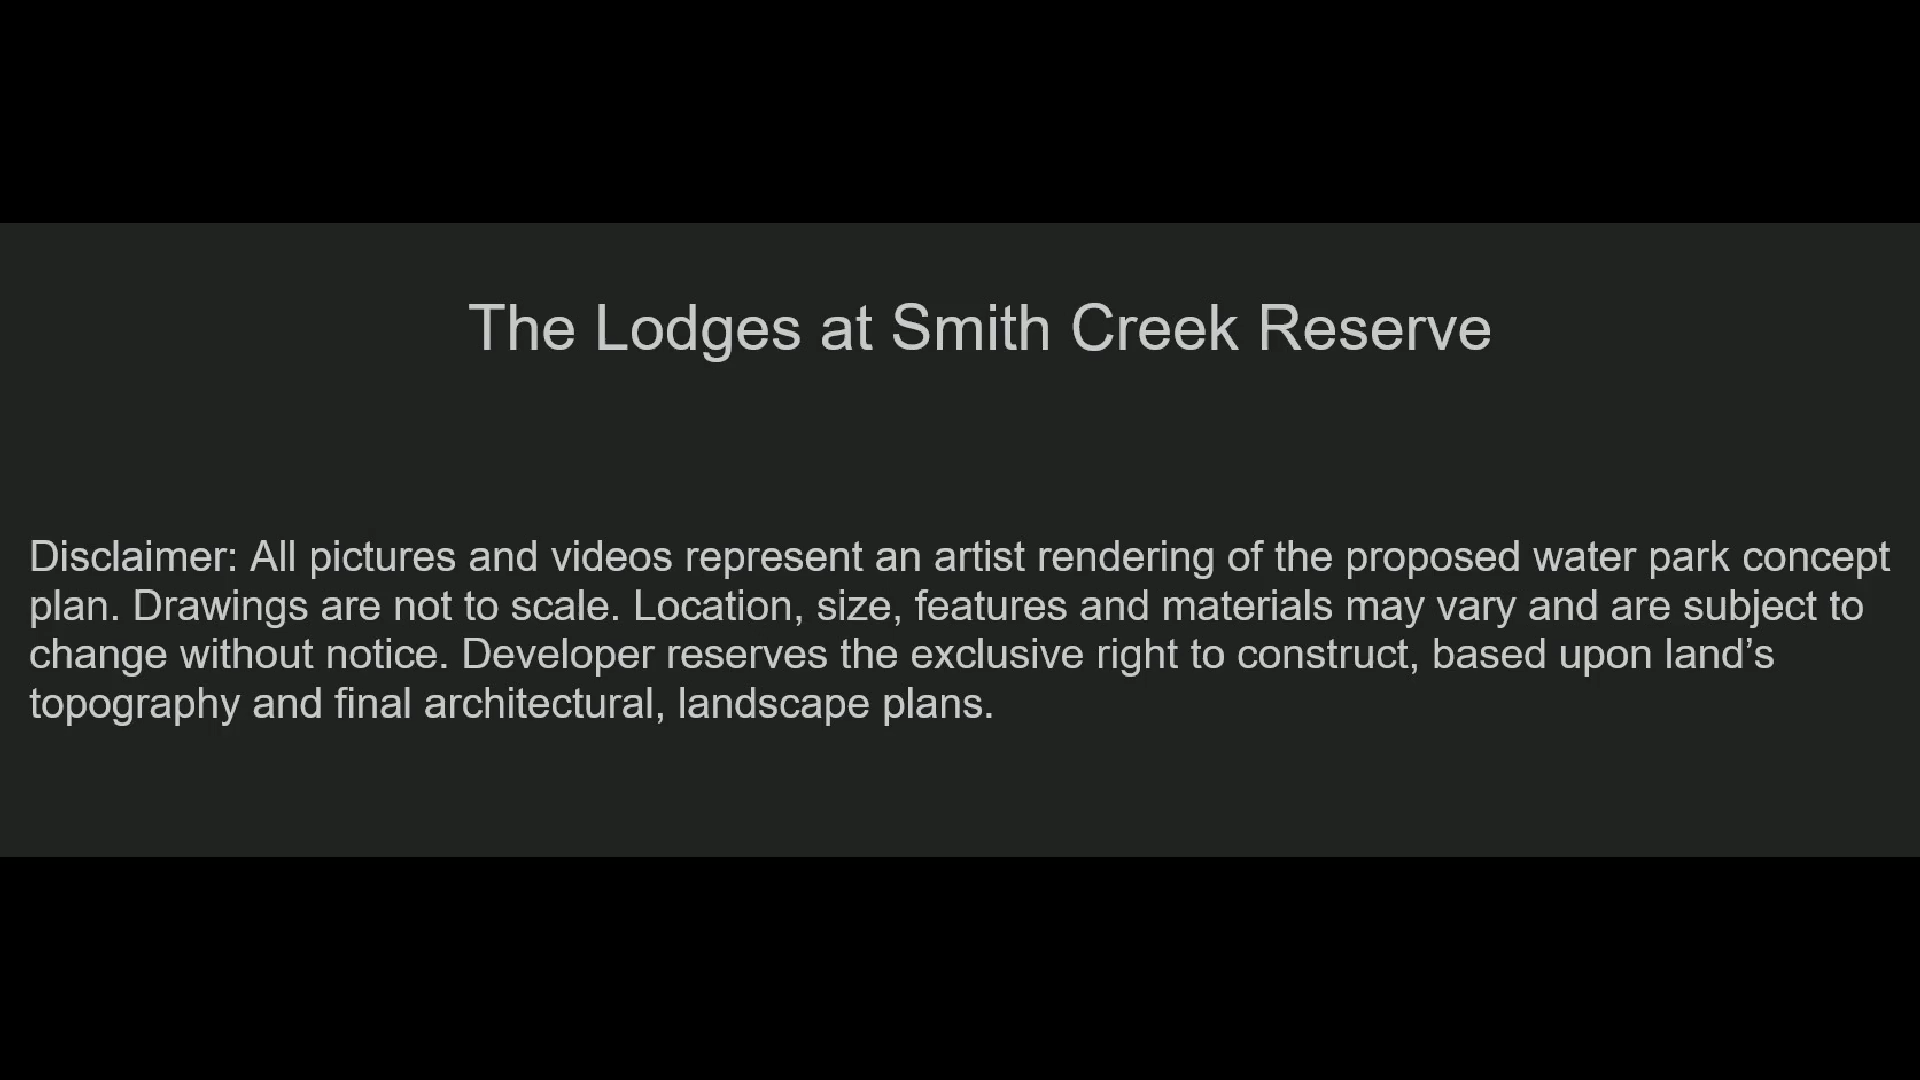 The Lodges at Smith Creek Reserve
Disclaimer: All pictures and videos represent an artist rendering of the proposed water park concept
plan. Drawings are not to scale. Location, size, features and materials may vary and are subject to
change without notice. Developer reserves the exclusive right to construct, based upon land’s
topography and final architectural, landscape plans.